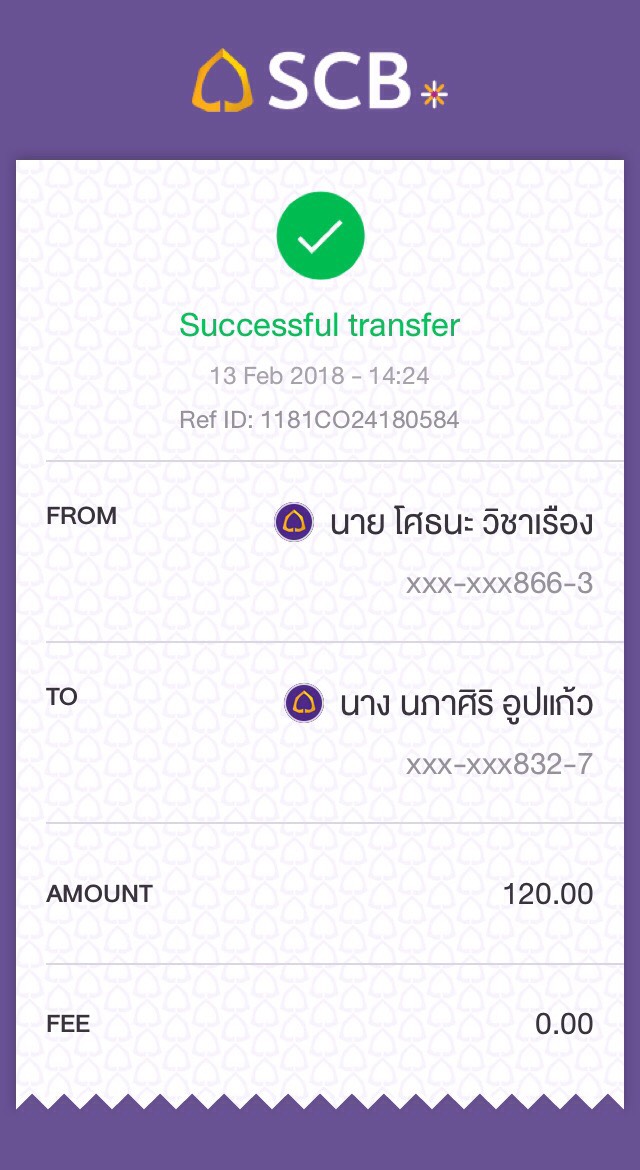 SCB
Successful transfer
13 Feb 2018 - 14:24
Ref ID: 1181CO24180584
FROM
นาย โศธนะ วิชาเรือง
xxx-xxx866-3
TO
นาง นภาศิริ อูปแก้ว
xxx-xxx832-7
AMOUNT 120.00
FEE 0.00